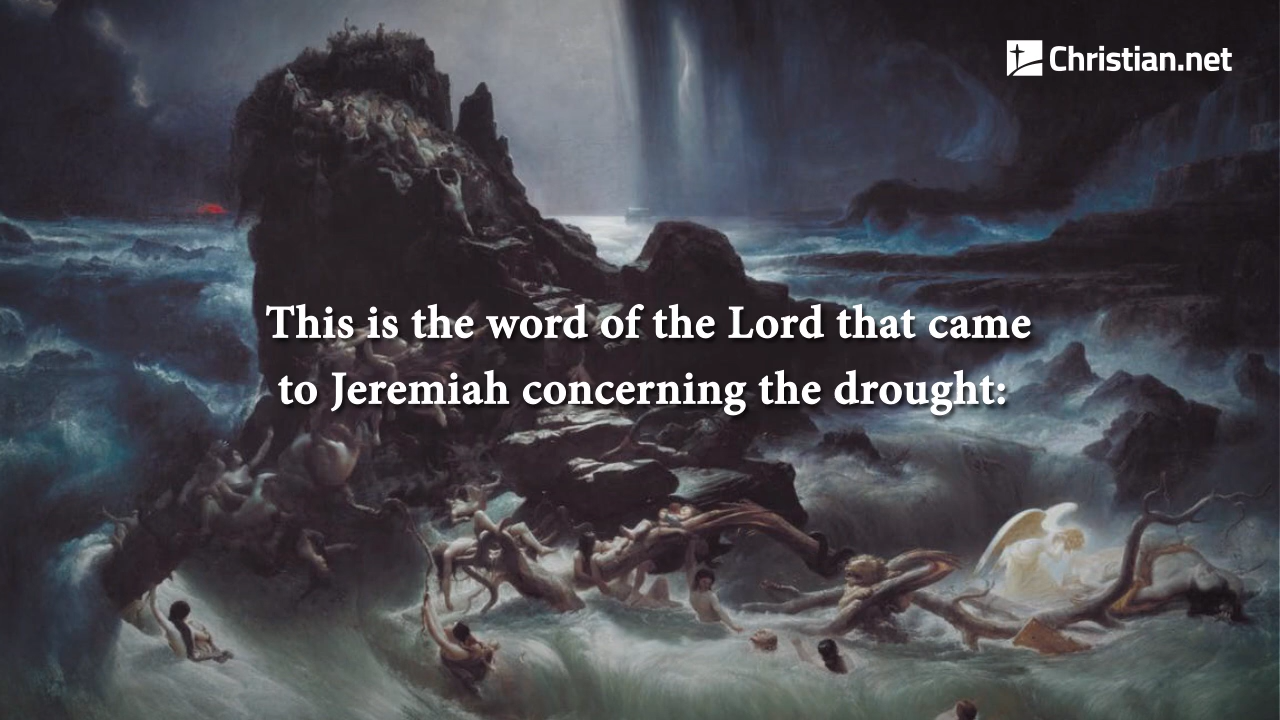 Christian.net
This is the word of the Lord that came
to Jeremiah concerning the drought: